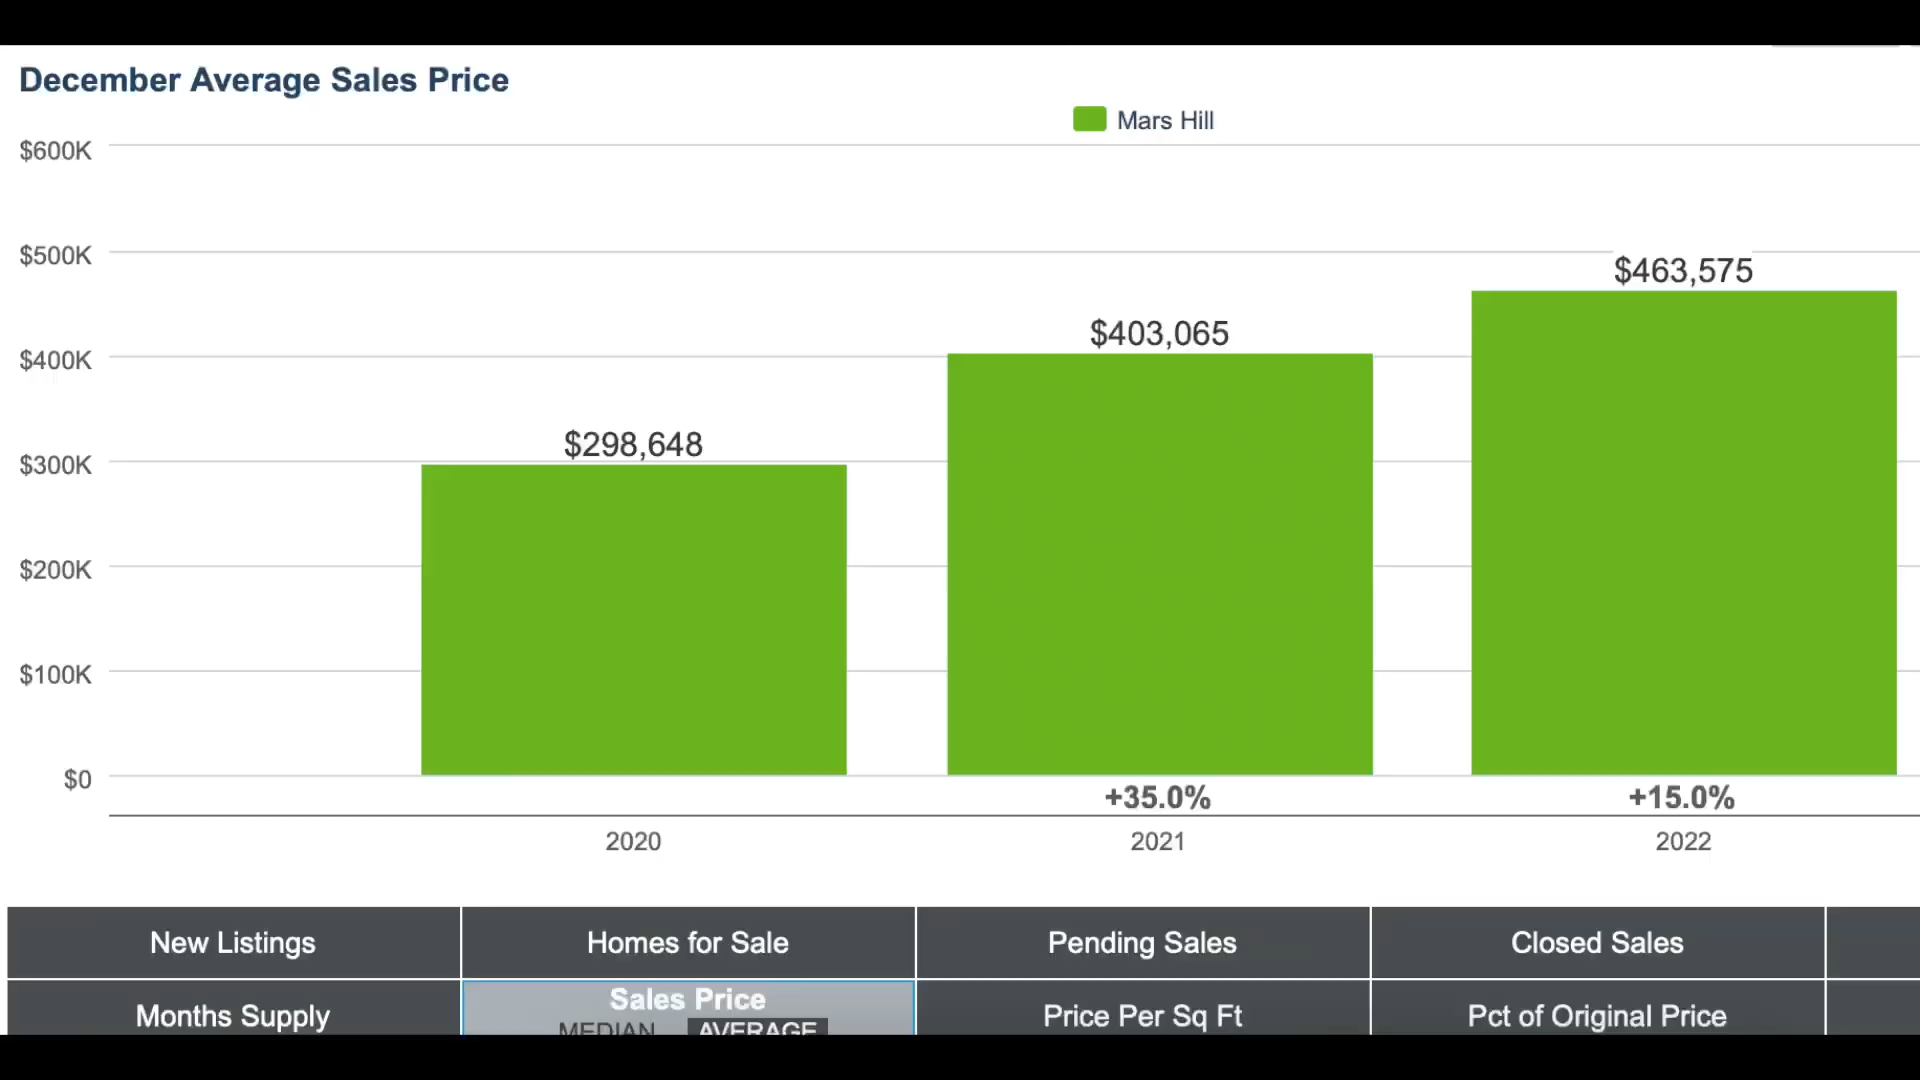 December Average Sales Price
Mars Hill
$600K
$500K
$463,575
$403,065
$400K
$298,648
$300K
$200K
$100K
$0
+35.0% +15.0%
2020 2021 2022
New Listings Homes for Sale Pending Sales Closed Sales
Months Supply Sales Price Price Per Sq Ft Pct of Original Price
MEDIAN AVERAGE